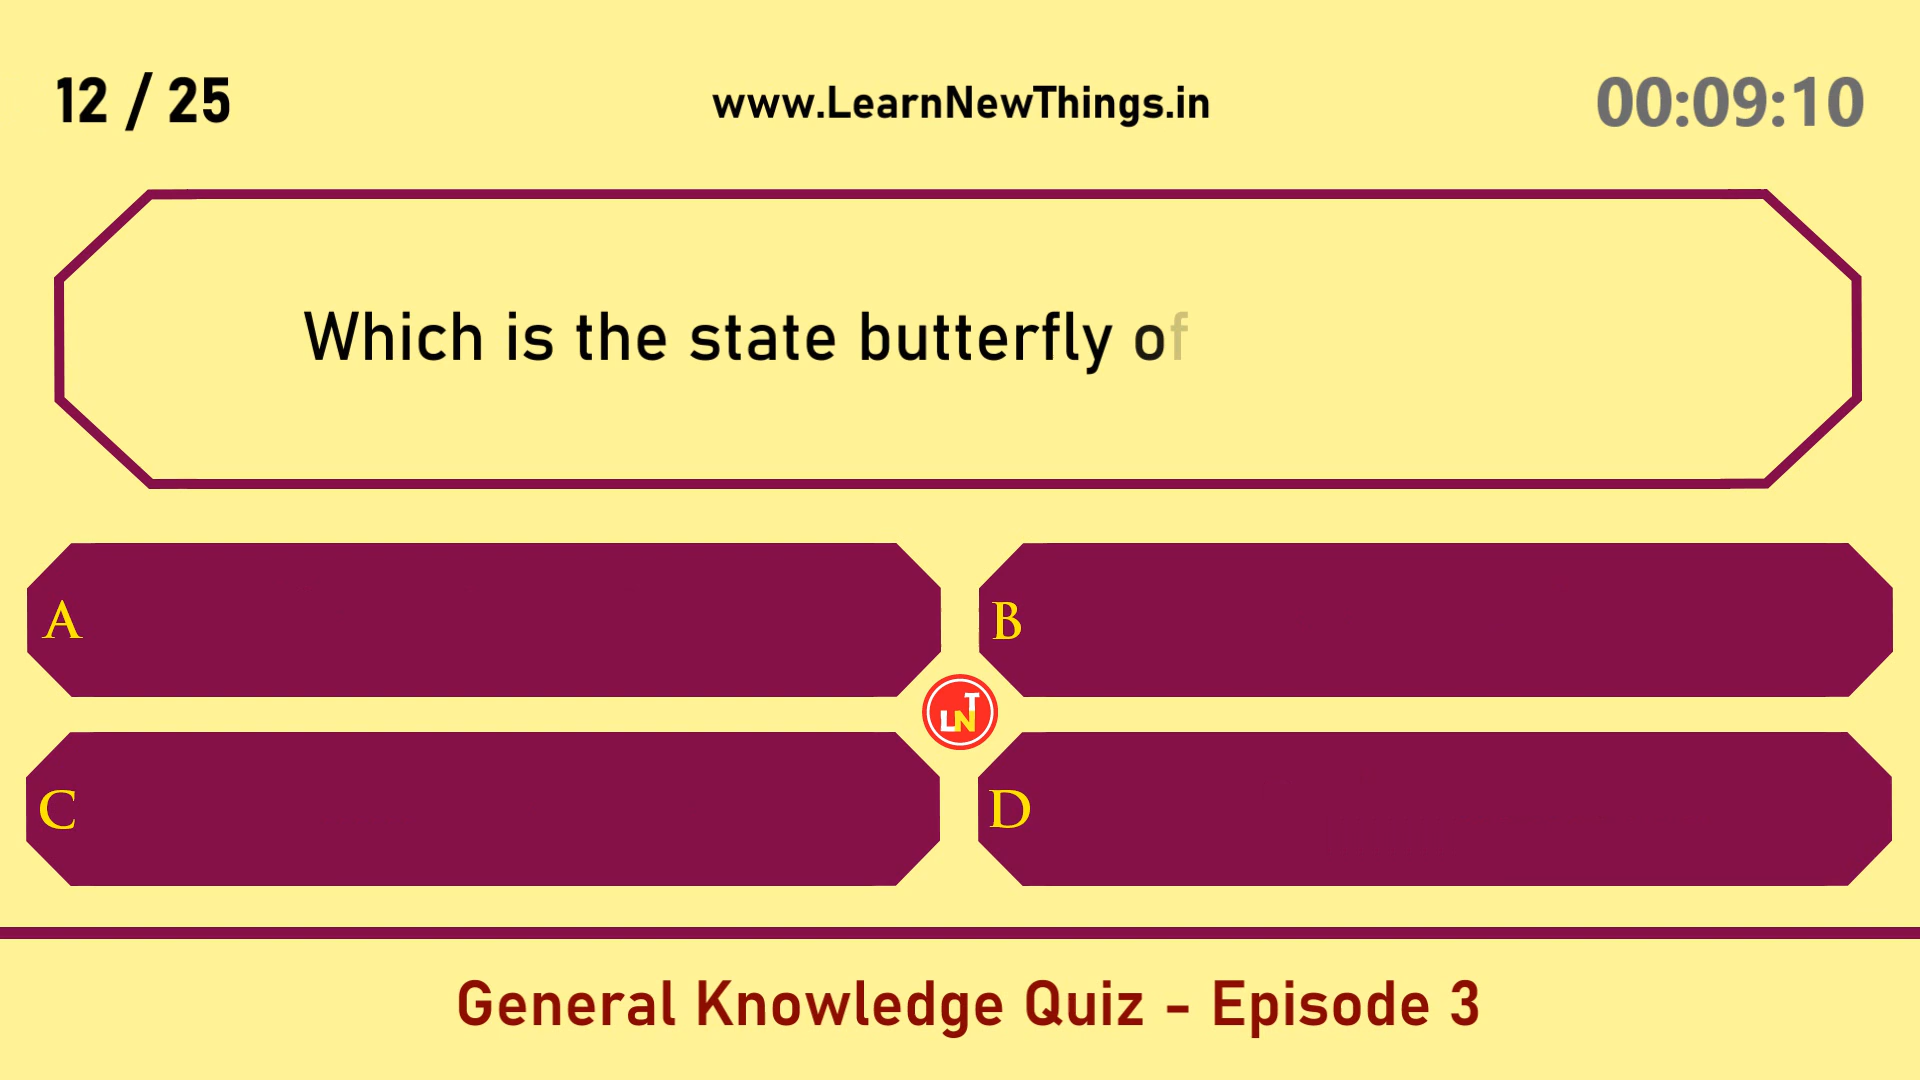 12 / 25
www.LearnNewThings.in
00:09:10
Which is the state butterfly of
A
B
LNT
C
D
General Knowledge Quiz - Episode 3